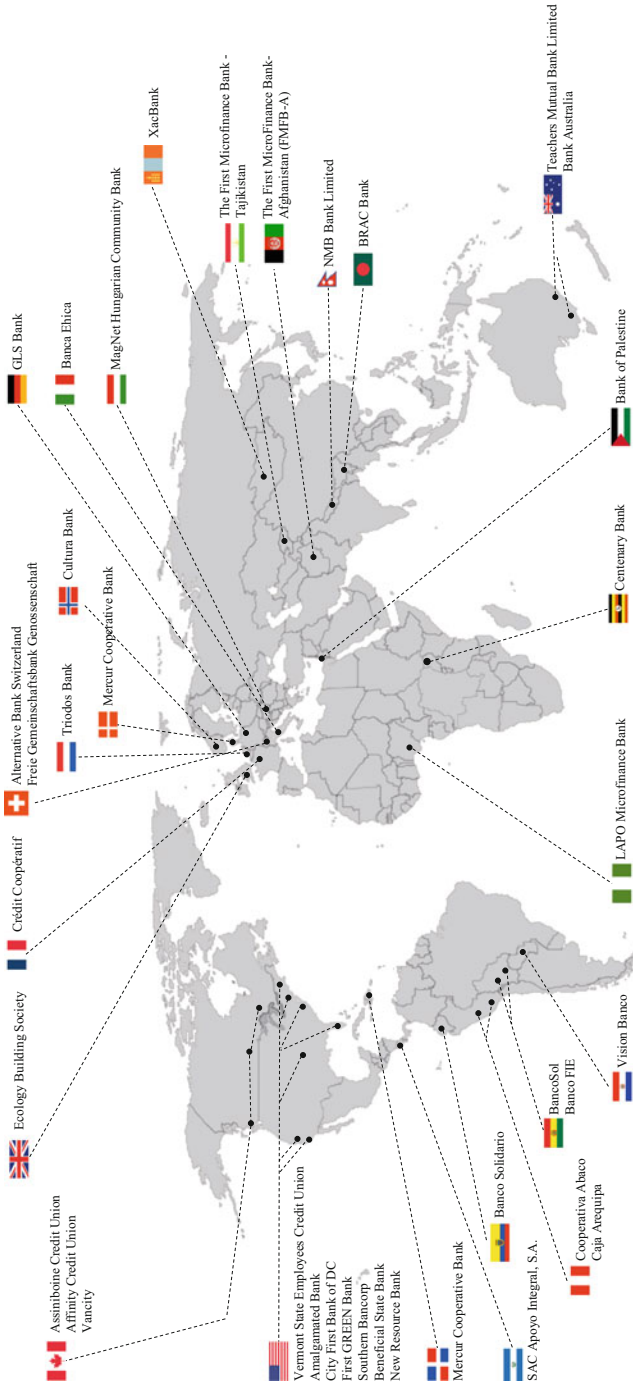 Assiniboine Credit Union
Affinity Credit Union
Vancity
Ecology Building Society
Crédit Coopératif
Alternative Bank Switzerland
Freie Gemeinschaftsbank Genossenschaft
Triodos Bank
Mercur Cooperative Bank
Cultura Bank
GLS Bank
Banca Ehica
MagNet Hungarian Community Bank
XacBank
The First Microfinance Bank -
Tajikistan
The First MicroFinance Bank-
Afghanistan (FMFB-A)
NMB Bank Limited
BRAC Bank
Teachers Mutual Bank Limited
Bank Australia
Vermont State Employees Credit Union
Amalgamated Bank
City First Bank of DC
First GREEN Bank
Southern Bancorp
Beneficial State Bank
New Resource Bank
Mercur Cooperative Bank
SAC Apoyo Integral, S.A.
Banco Solidario
Cooperativa Abaco
Caja Arequipa
BancoSol
Banco FIE
Vision Banco
LAPO Microfinance Bank
Centenary Bank
Bank of Palestine